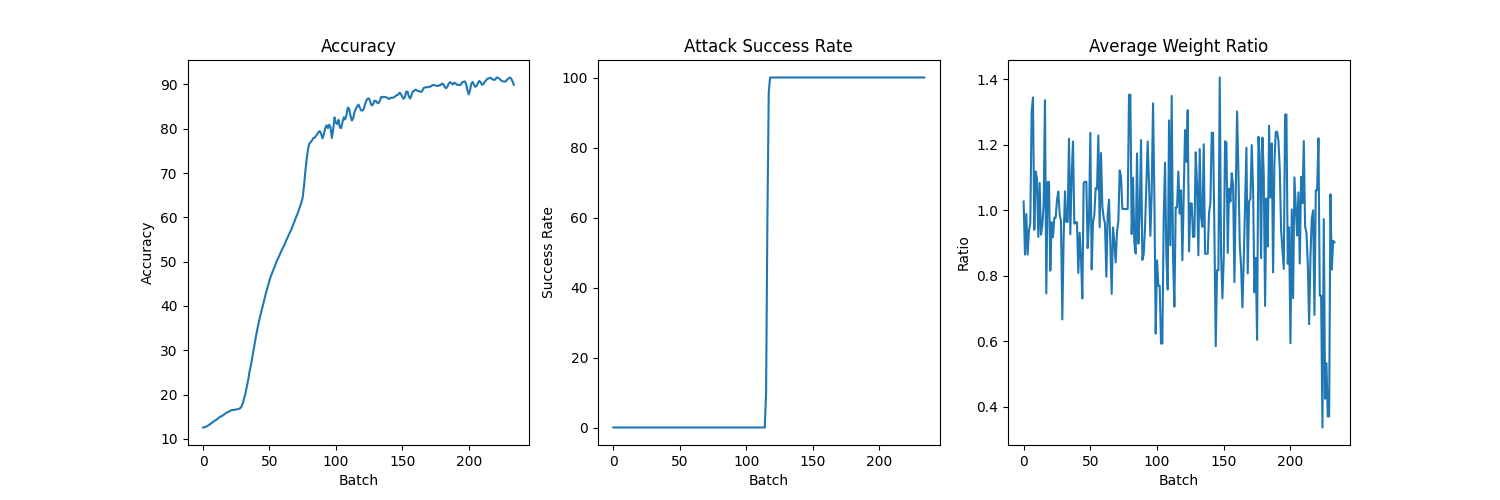 Accuracy
Accuracy
90
80
70
60
50
40
30
20
10
0 50 100 150 200
Batch
Attack Success Rate
Success Rate
100
80
60
40
20
0
0 50 100 150 200
Batch
Average Weight Ratio
Ratio
1.4
1.2
1.0
0.8
0.6
0.4
0 50 100 150 200
Batch